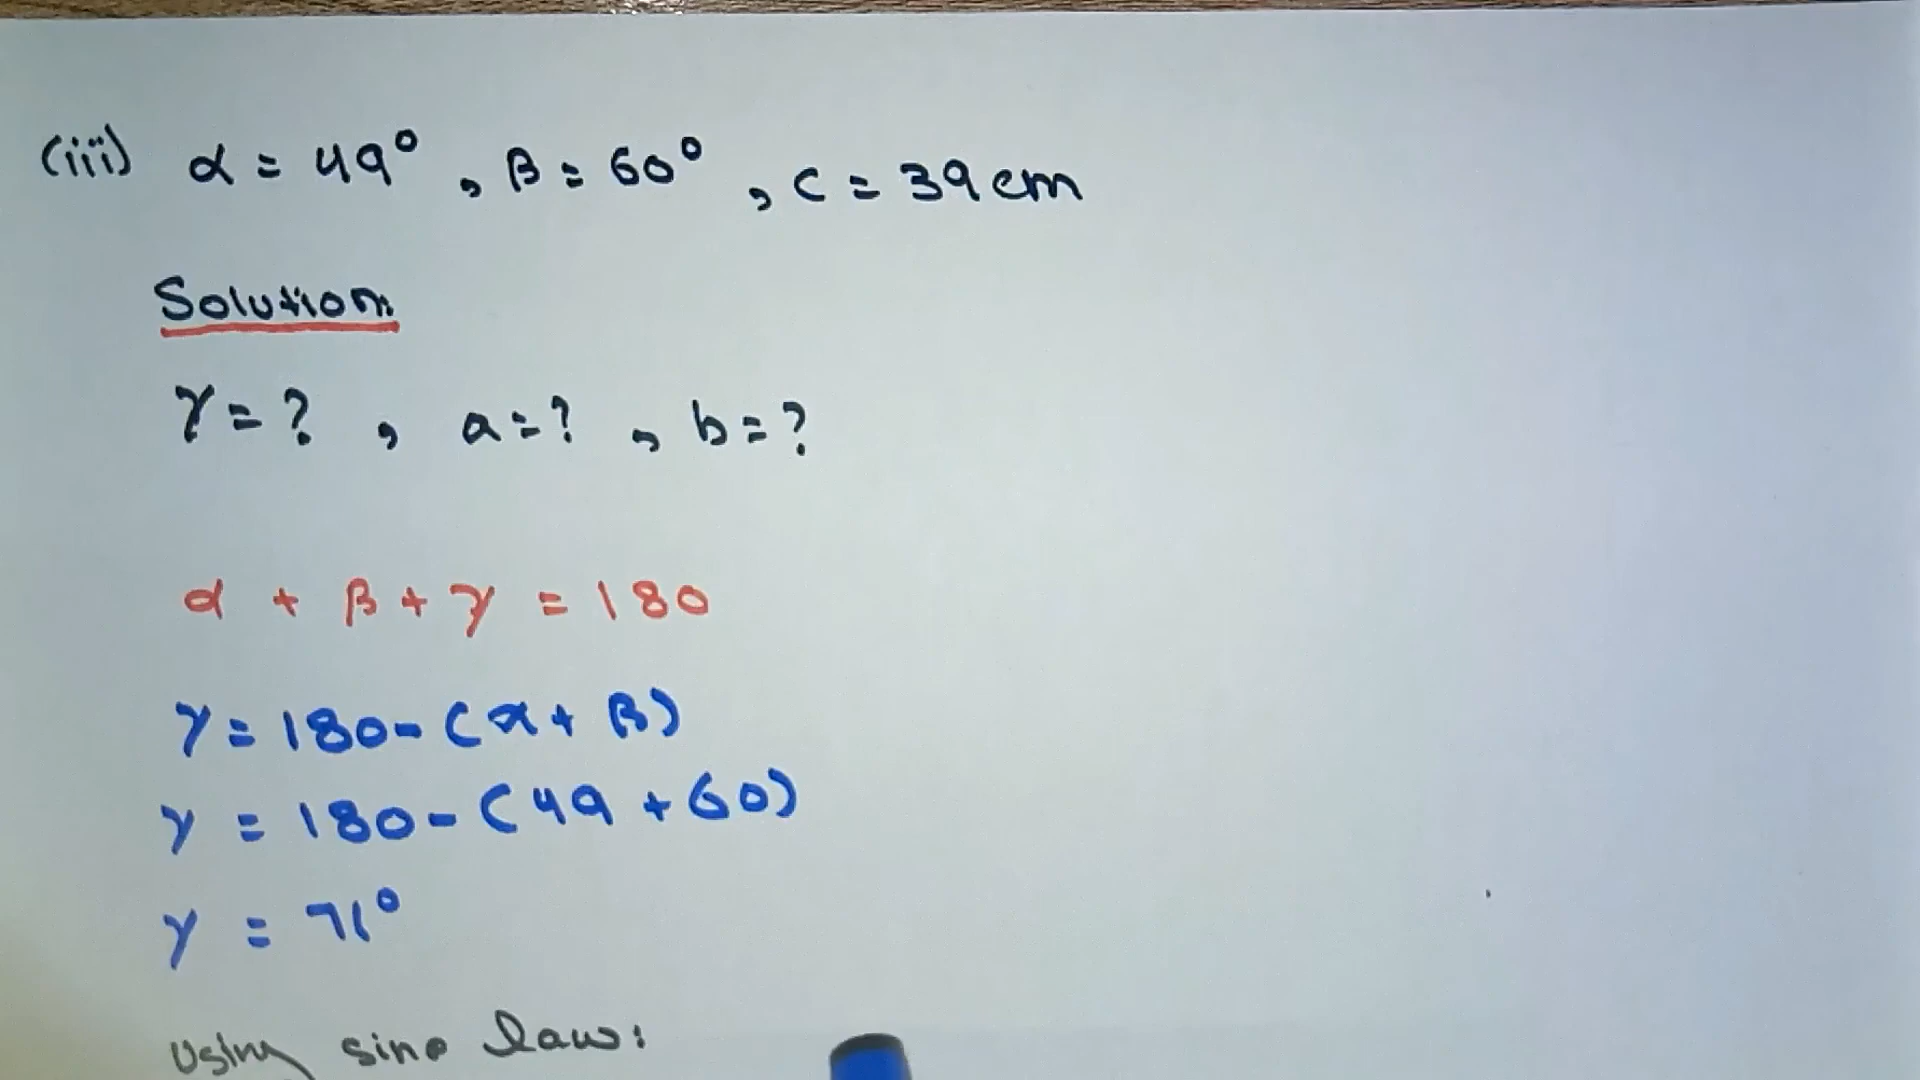 (iii) α = 49°, β = 60°, c = 39 cm
Solution:
γ = ?, a = ?, b = ?
α + β + γ = 180
γ = 180 - (α + β)
γ = 180 - (49 + 60)
γ = 71°
Using sine law: